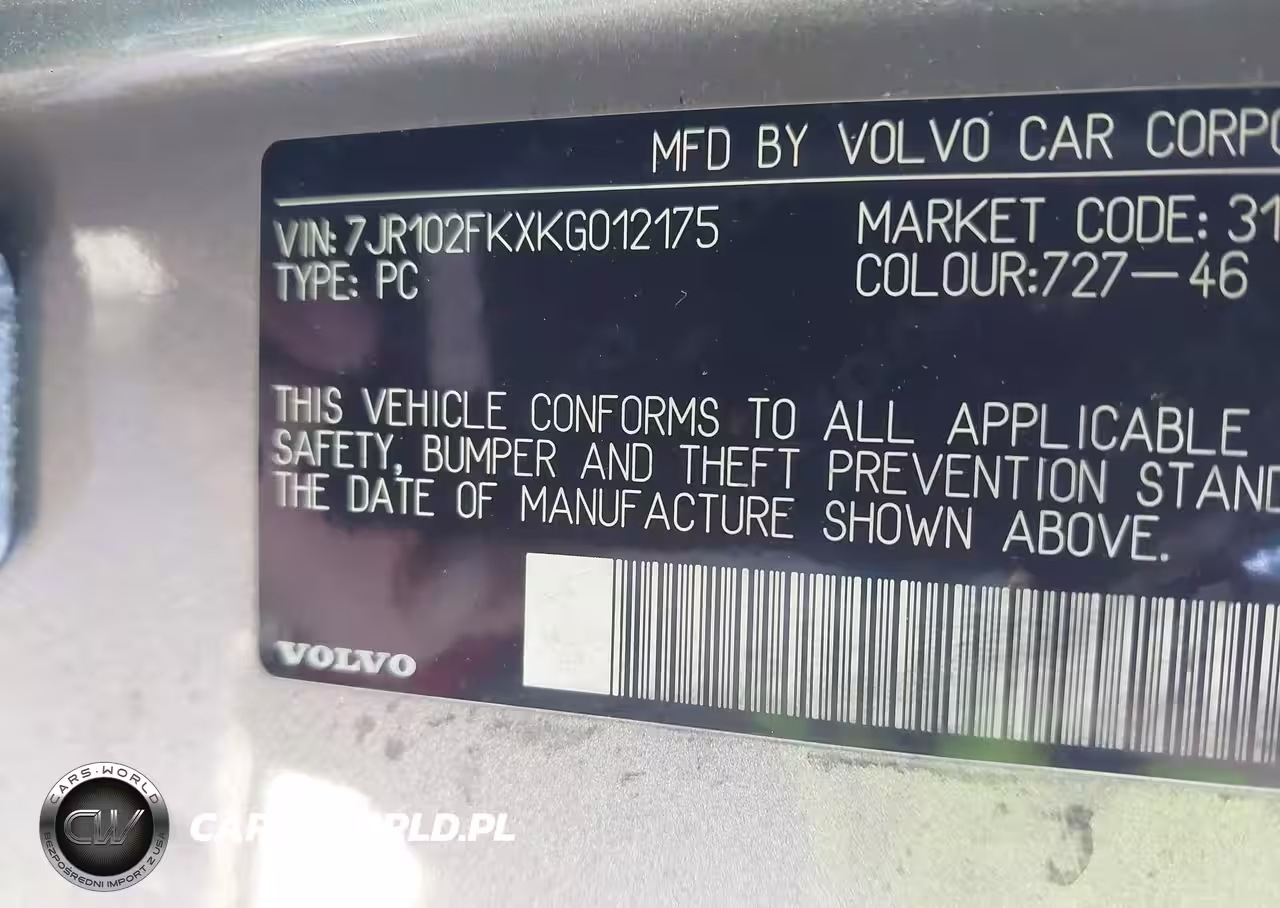 MFD BY VOLVO CAR CORPO
VIN: 7JR102FKXKG012175
MARKET CODE: 31
TYPE: PC
COLOUR:727—46
THIS VEHICLE CONFORMS TO ALL APPLICABLE
SAFETY, BUMPER AND THEFT PREVENTION STAND
THE DATE OF MANUFACTURE SHOWN ABOVE.
VOLVO
CARS-WORLD
CW
BEZPOŚREDNI IMPORT Z USA